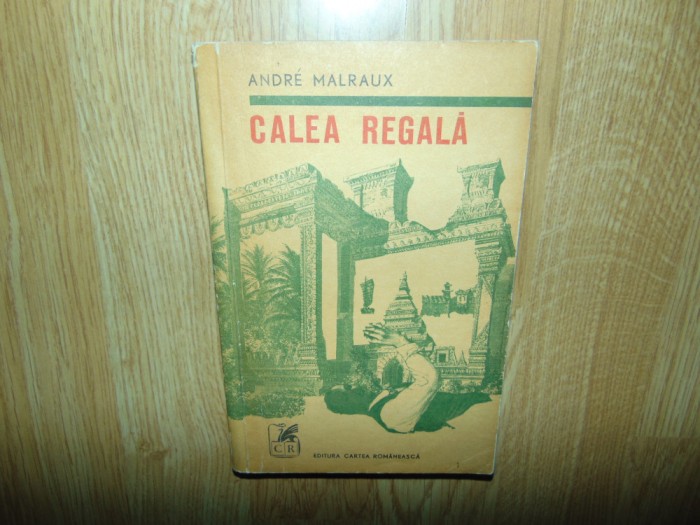 ANDRÉ MALRAUX
CALEA REGALĂ
CR
EDITURA CARTEA ROMÂNEASCĂ